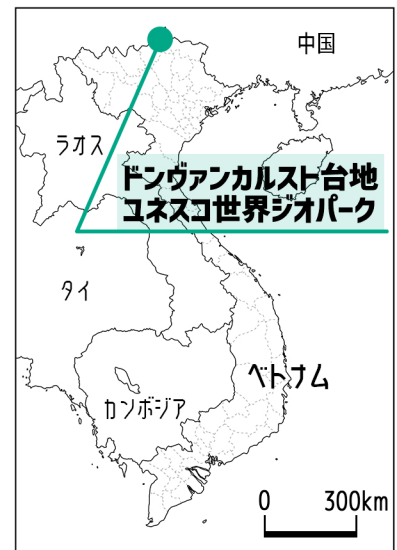 中国
ラオス
ドンヴァンカルスト台地
ユネスコ世界ジオパーク
タイ
ベトナム
カンボジア
0 300km